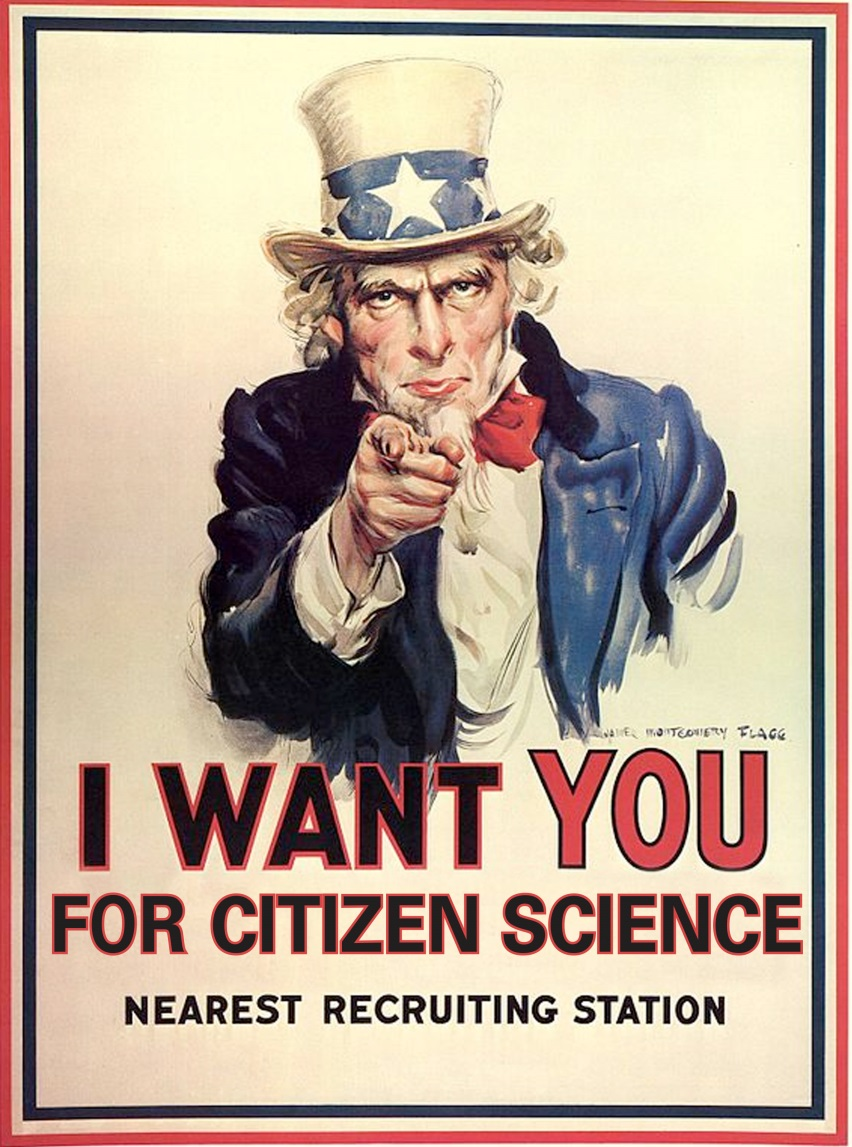 MONTGOMERY FLAGG
I WANT YOU
FOR CITIZEN SCIENCE
NEAREST RECRUITING STATION